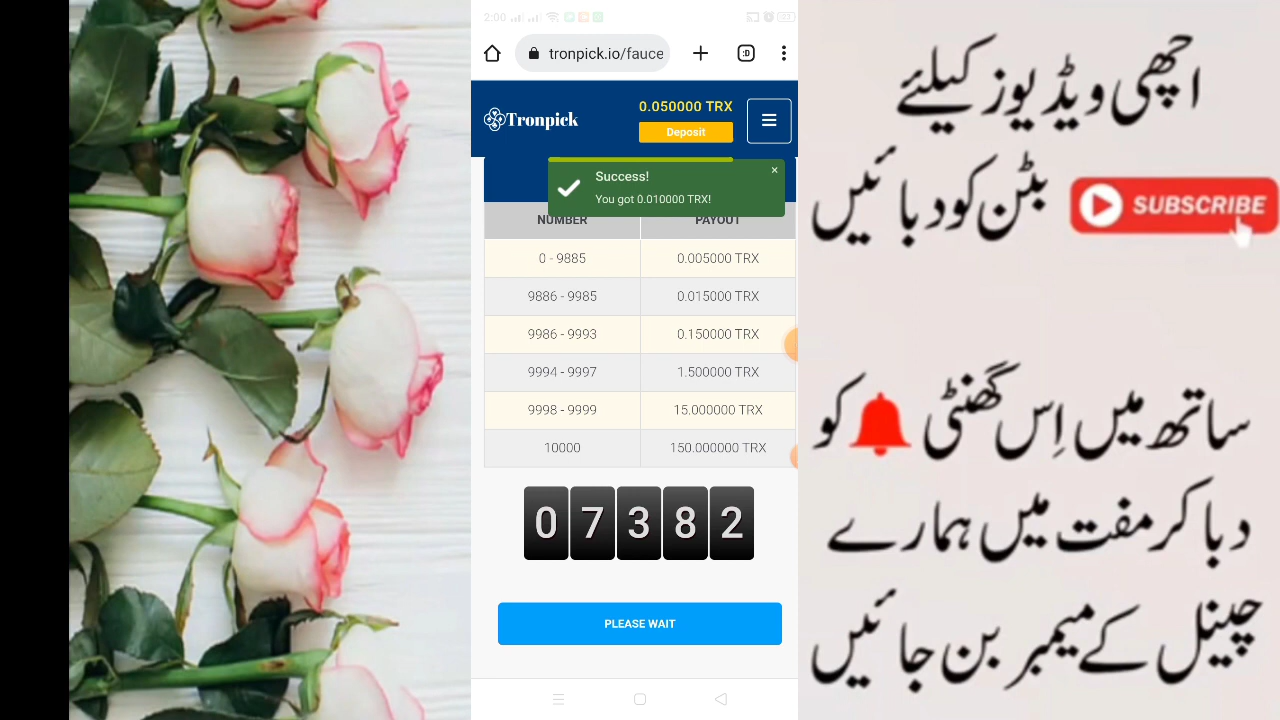 2:00
tronpick.io/fauce
:D
Tronpick
0.050000 TRX
Deposit
Success!
You got 0.010000 TRX!
NUMBER PAYOUT
0 - 9885 0.005000 TRX
9886 - 9985 0.015000 TRX
9986 - 9993 0.150000 TRX
9994 - 9997 1.500000 TRX
9998 - 9999 15.000000 TRX
10000 150.000000 TRX
07382
PLEASE WAIT
اچھی ویڈیوز کیلئے
بٹن کو دبائیں SUBSCRIBE
ساتھ میں اِس گھنٹی کو
دبا کر مفت میں ہمارے
چینل کے میمبر بن جائیں